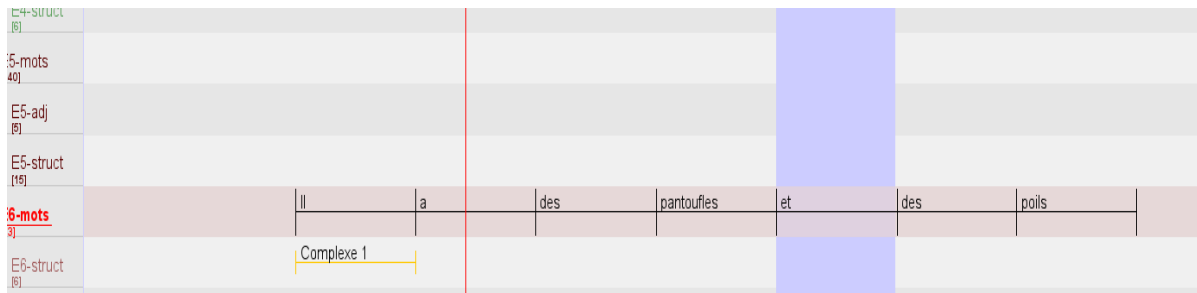 E4-struct
[6]
E5-mots
40]
E5-adj
[5]
E5-struct
[15]
Il a des pantoufles et des poils
6-mots
3]
Complexe 1
E6-struct
[6]